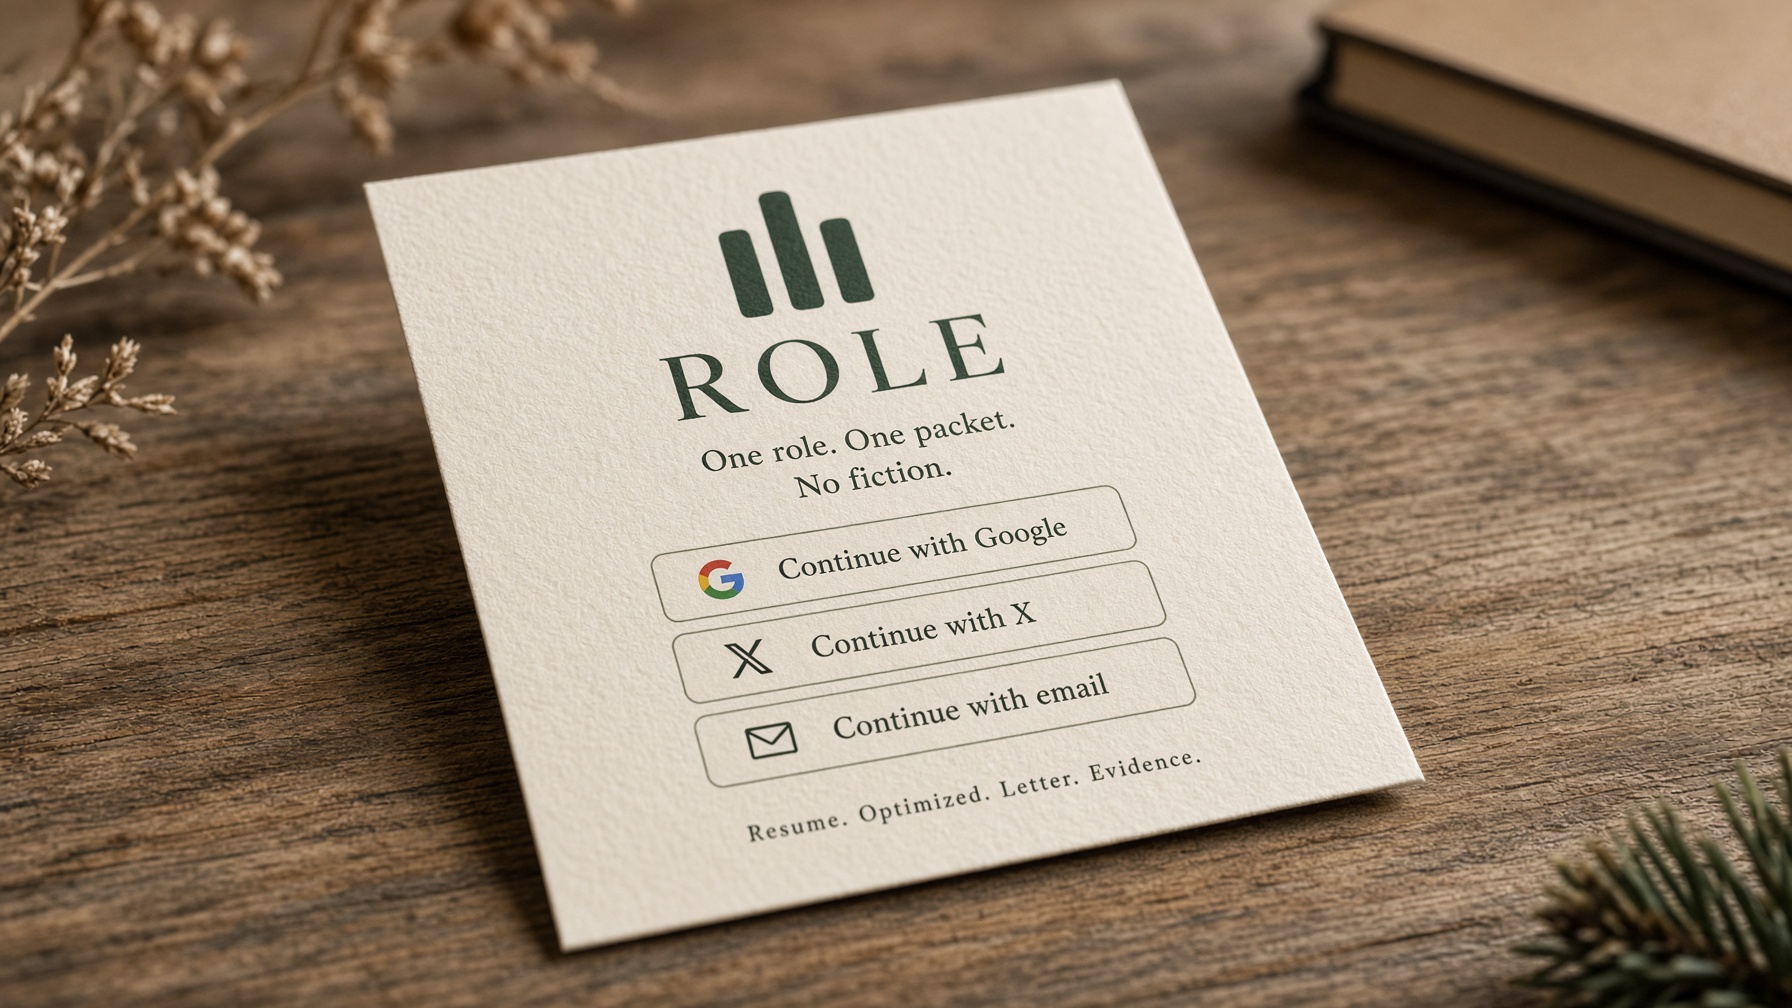 ROLE
One role. One packet.
No fiction.
Continue with Google
Continue with X
Continue with email
Resume. Optimized. Letter. Evidence.